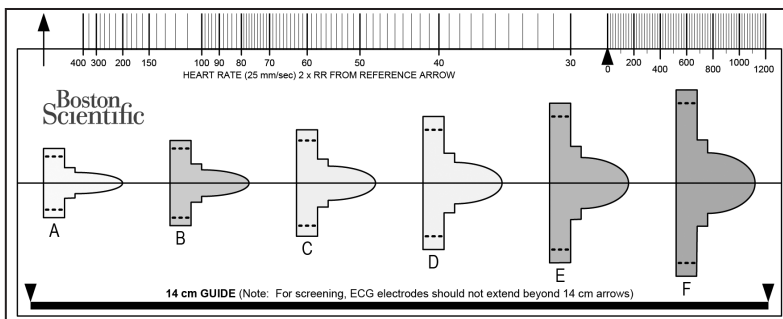 400 300 200 150 100 90 80 70 60 50 40 30 0 200 400 600 800 1000 1200
HEART RATE (25 mm/sec) 2 x RR FROM REFERENCE ARROW
Boston
Scientific
A B C D E F
14 cm GUIDE (Note: For screening, ECG electrodes should not extend beyond 14 cm arrows)